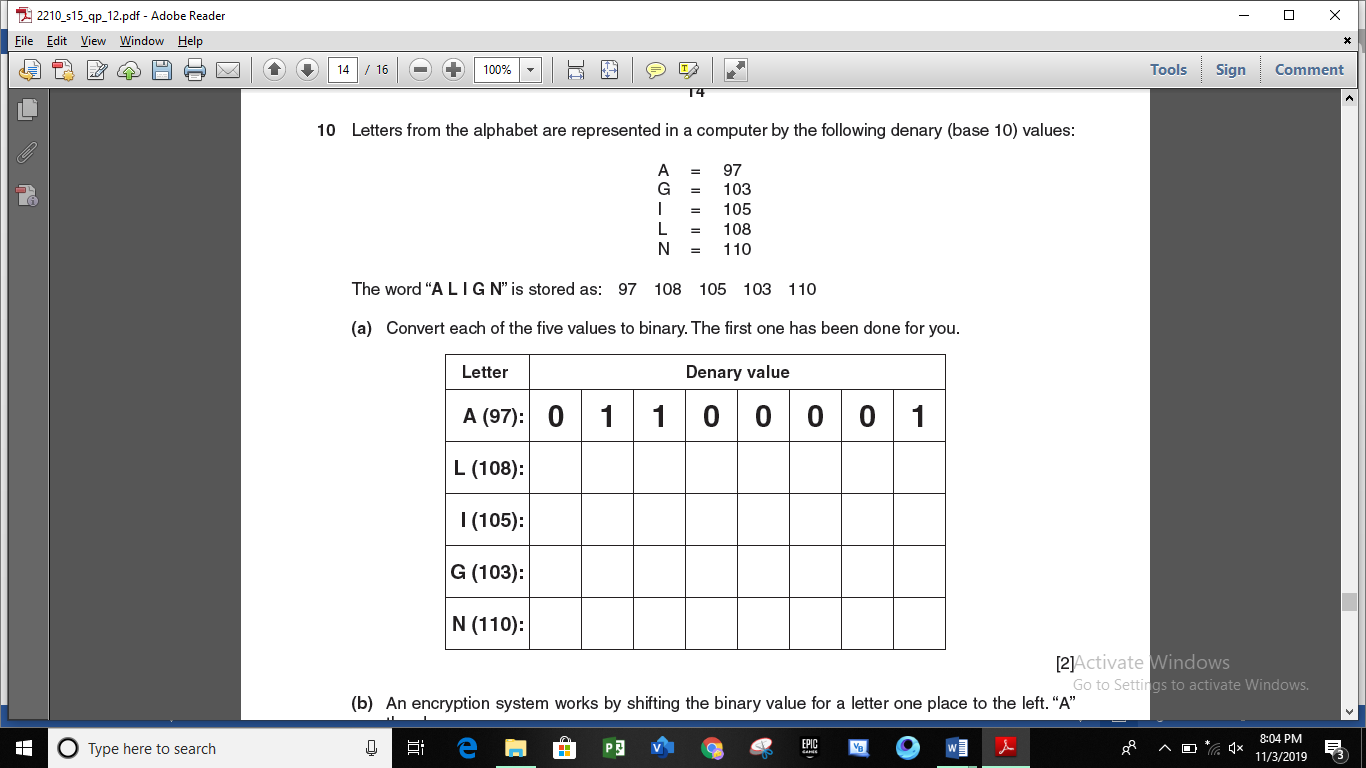 2210_s15_qp_12.pdf - Adobe Reader
File Edit View Window Help
14 / 16 100% Tools Sign Comment
14
10 Letters from the alphabet are represented in a computer by the following denary (base 10) values:
A = 97
G = 103
I = 105
L = 108
N = 110
The word “A L I G N” is stored as: 97 108 105 103 110
(a) Convert each of the five values to binary. The first one has been done for you.
Letter Denary value
A (97): 0 1 1 0 0 0 0 1
L (108):
I (105):
G (103):
N (110):
[2]
Activate Windows
Go to Settings to activate Windows.
(b) An encryption system works by shifting the binary value for a letter one place to the left. “A”
Type here to search
8:04 PM
11/3/2019
3